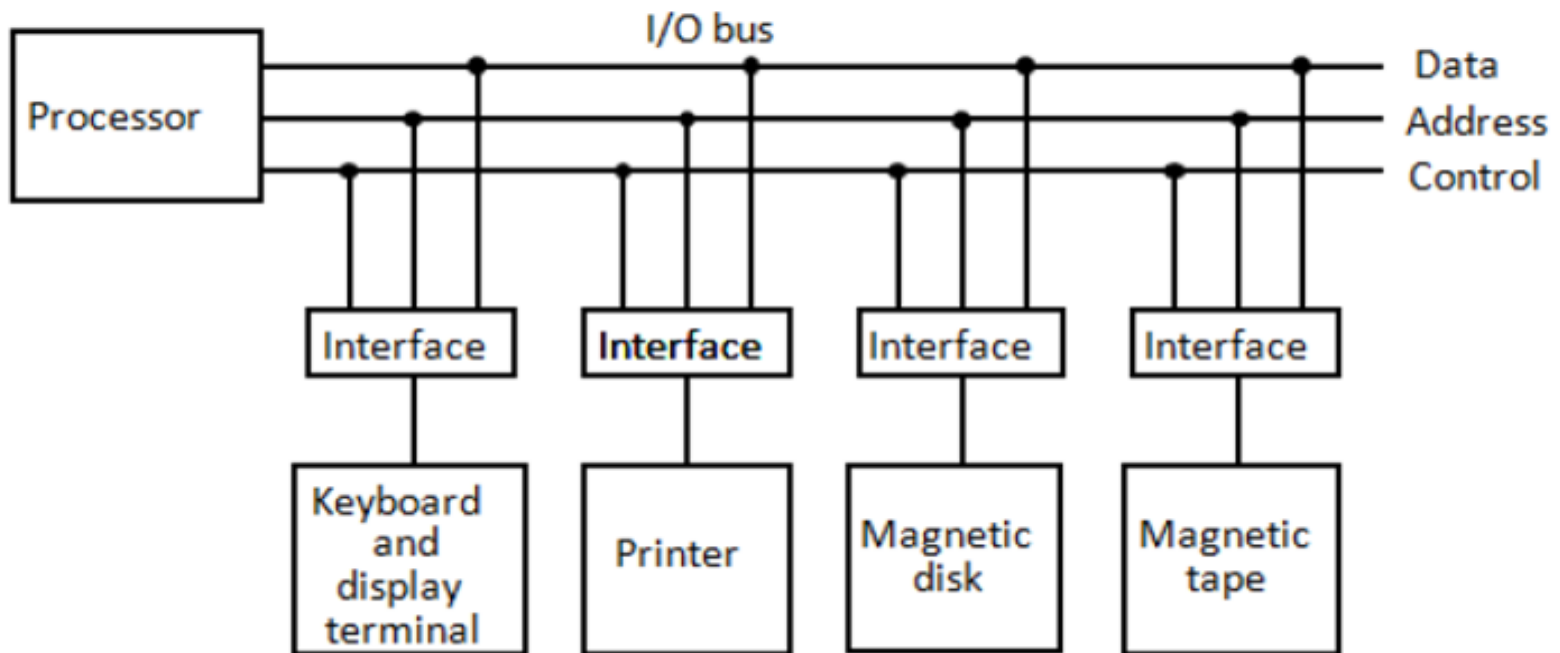 I/O bus
Processor
Data
Address
Control
Interface
Interface
Interface
Interface
Keyboard
and
display
terminal
Printer
Magnetic
disk
Magnetic
tape